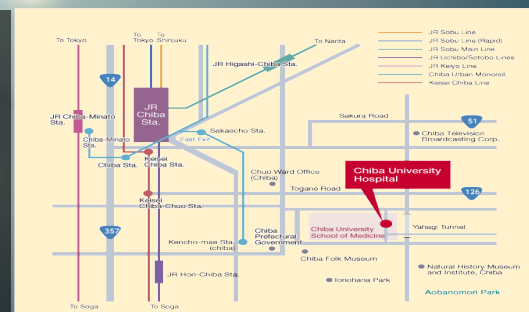 To Tokyo
To
Tokyo
To
Shinjuku
To Narita
JR Sobu Line
JR Sobu Line (Rapid)
JR Sobu Main Line
JR Uchibo/Sotobo Lines
JR Keiyo Line
Chiba Urban Monorail
Keisei Chiba Line
JR Higashi-Chiba Sta.
14
JR
Chiba
Sta.
JR Chiba-Minato
Sta.
Sakura Road
51
Chiba-Minato
Sta.
East Exit
Sakaecho Sta.
Chiba Television
Broardcasting Corp.
Chiba Sta.
Keisei
Chiba Sta.
Chuo Ward Office
(Chiba)
Chiba University
Hospital
Togane Road
126
Keisei
Chiba-Chuo Sta.
357
Kencho-mae Sta.
(chiba)
Chiba
Prefectural
Government
Chiba University
School of Medicine
Yahagi Tunnel
Chiba Folk Museum
JR Hon-Chiba Sta.
Ionohana Park
Natural History Museum
and Institute, Chiba
Aobanomori Park
To Soga
To Soga